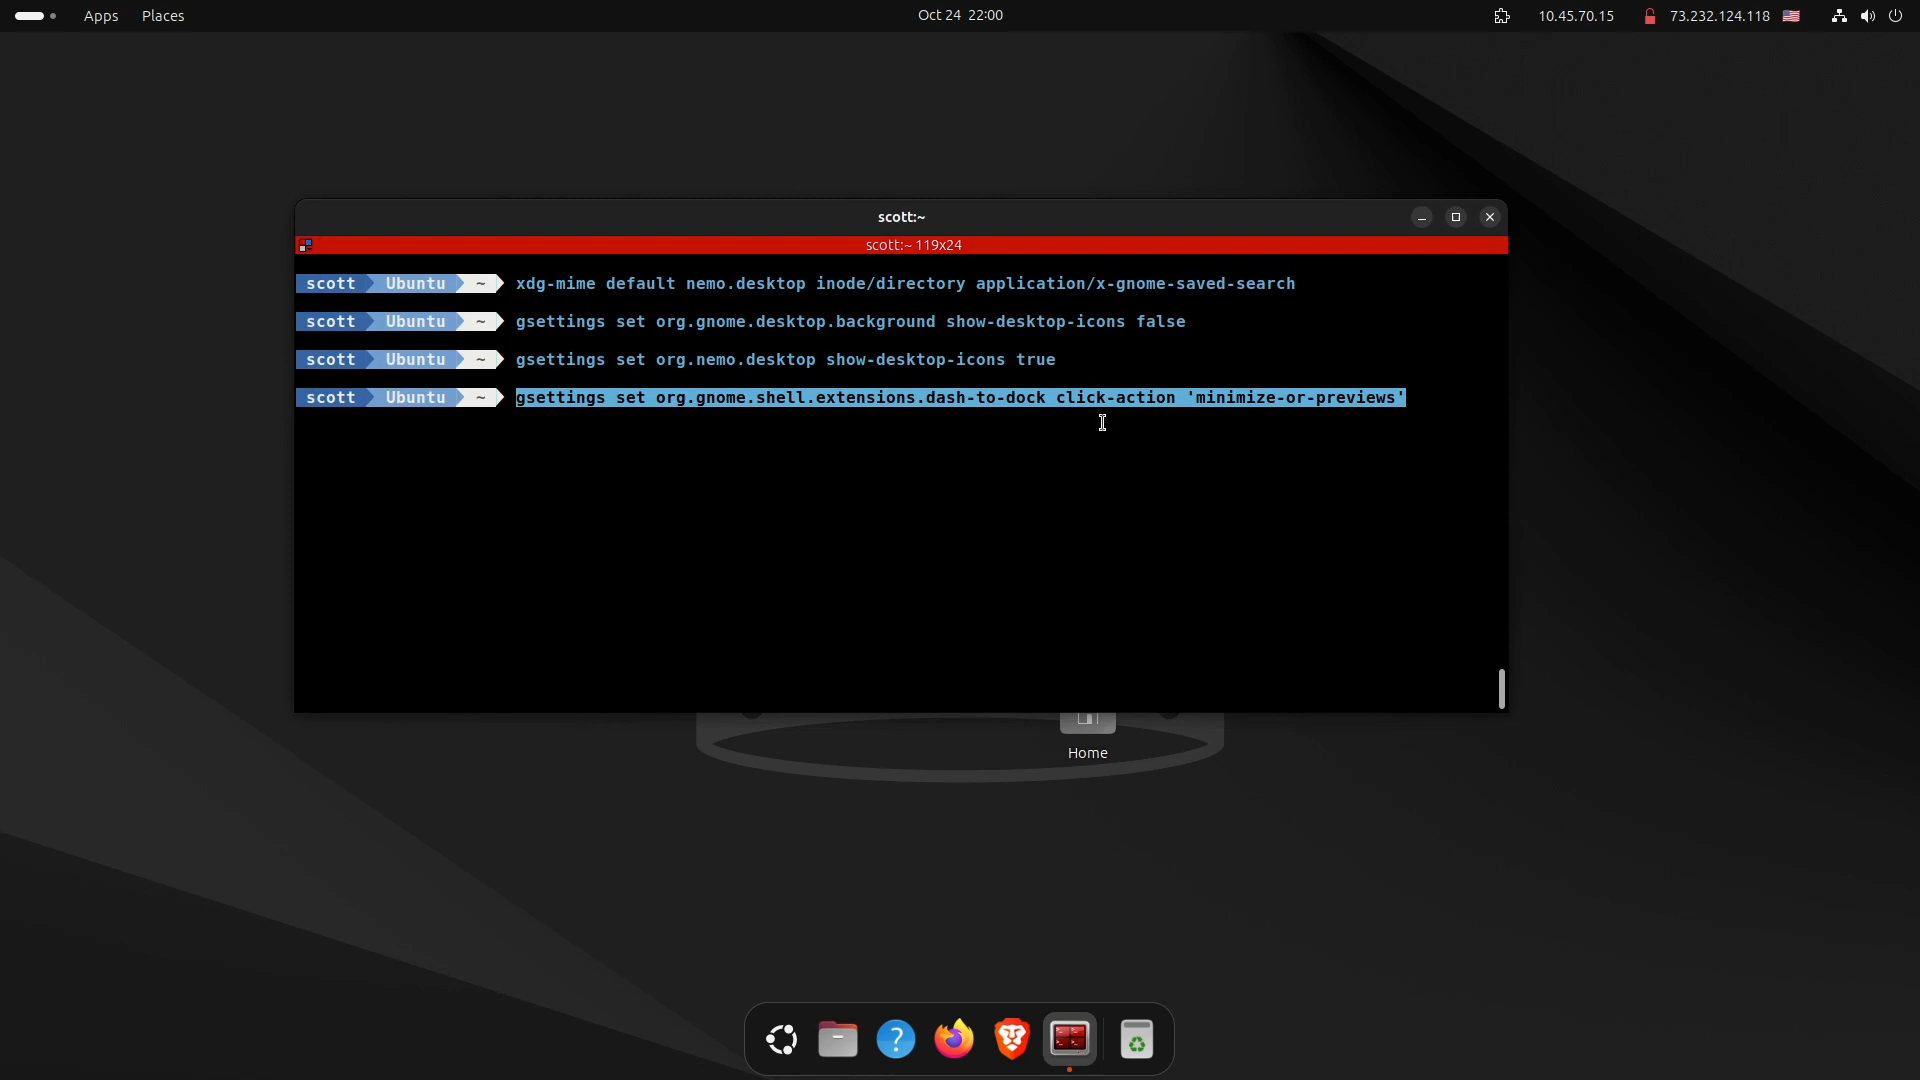 Apps Places Oct 24 22:00 10.45.70.15 73.232.124.118
scott:~
scott:~ 119x24
scott Ubuntu ~ xdg-mime default nemo.desktop inode/directory application/x-gnome-saved-search
scott Ubuntu ~ gsettings set org.gnome.desktop.background show-desktop-icons false
scott Ubuntu ~ gsettings set org.nemo.desktop show-desktop-icons true
scott Ubuntu ~ gsettings set org.gnome.shell.extensions.dash-to-dock click-action 'minimize-or-previews'
Home